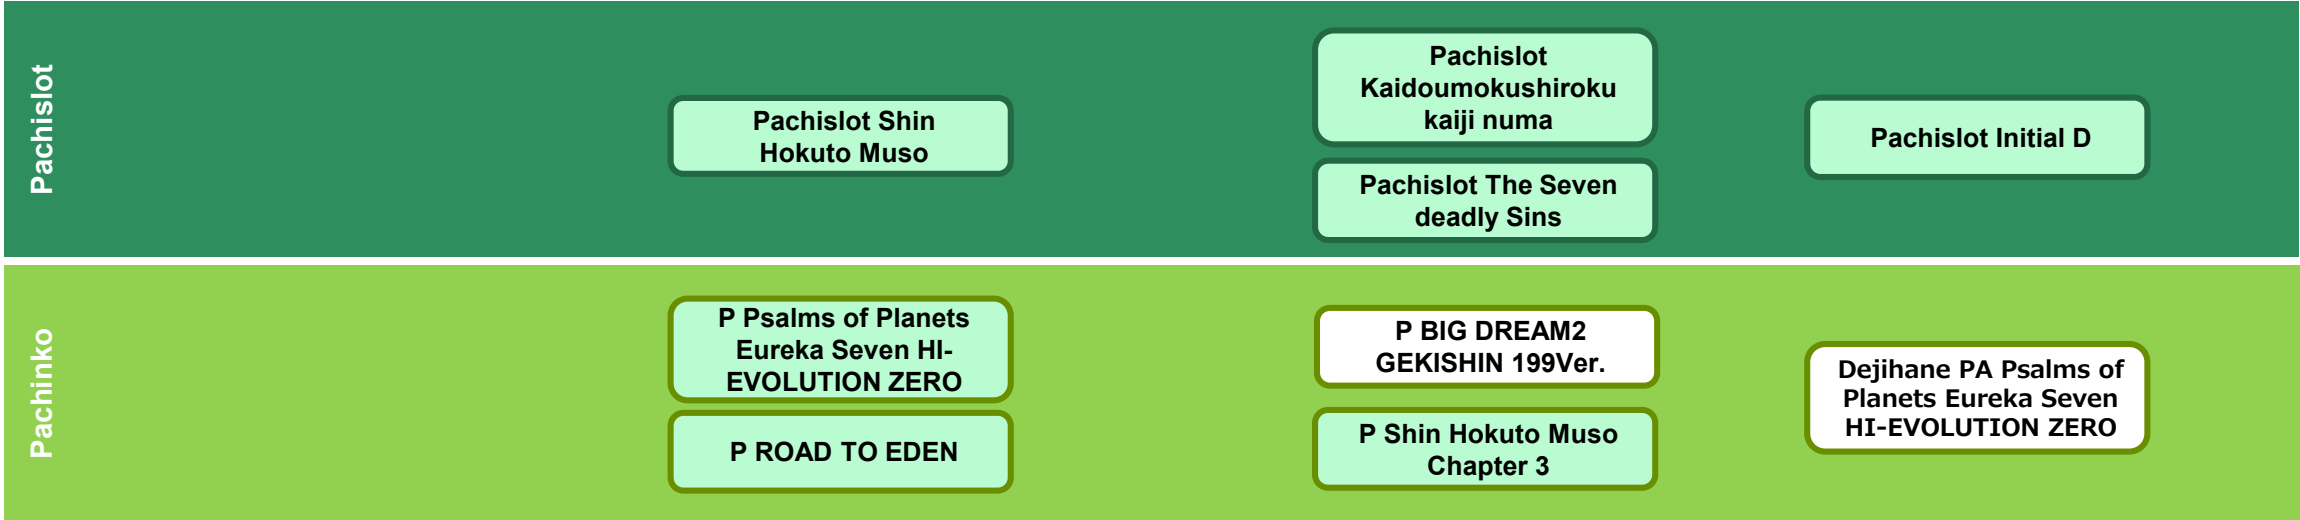 Pachislot
Pachislot Shin
Hokuto Muso
Pachislot
Kaidoumokushiroku
kaiji numa
Pachislot The Seven
deadly Sins
Pachislot Initial D
Pachinko
P Psalms of Planets
Eureka Seven HI-
EVOLUTION ZERO
P ROAD TO EDEN
P BIG DREAM2
GEKISHIN 199Ver.
P Shin Hokuto Muso
Chapter 3
Dejihane PA Psalms of
Planets Eureka Seven
HI-EVOLUTION ZERO